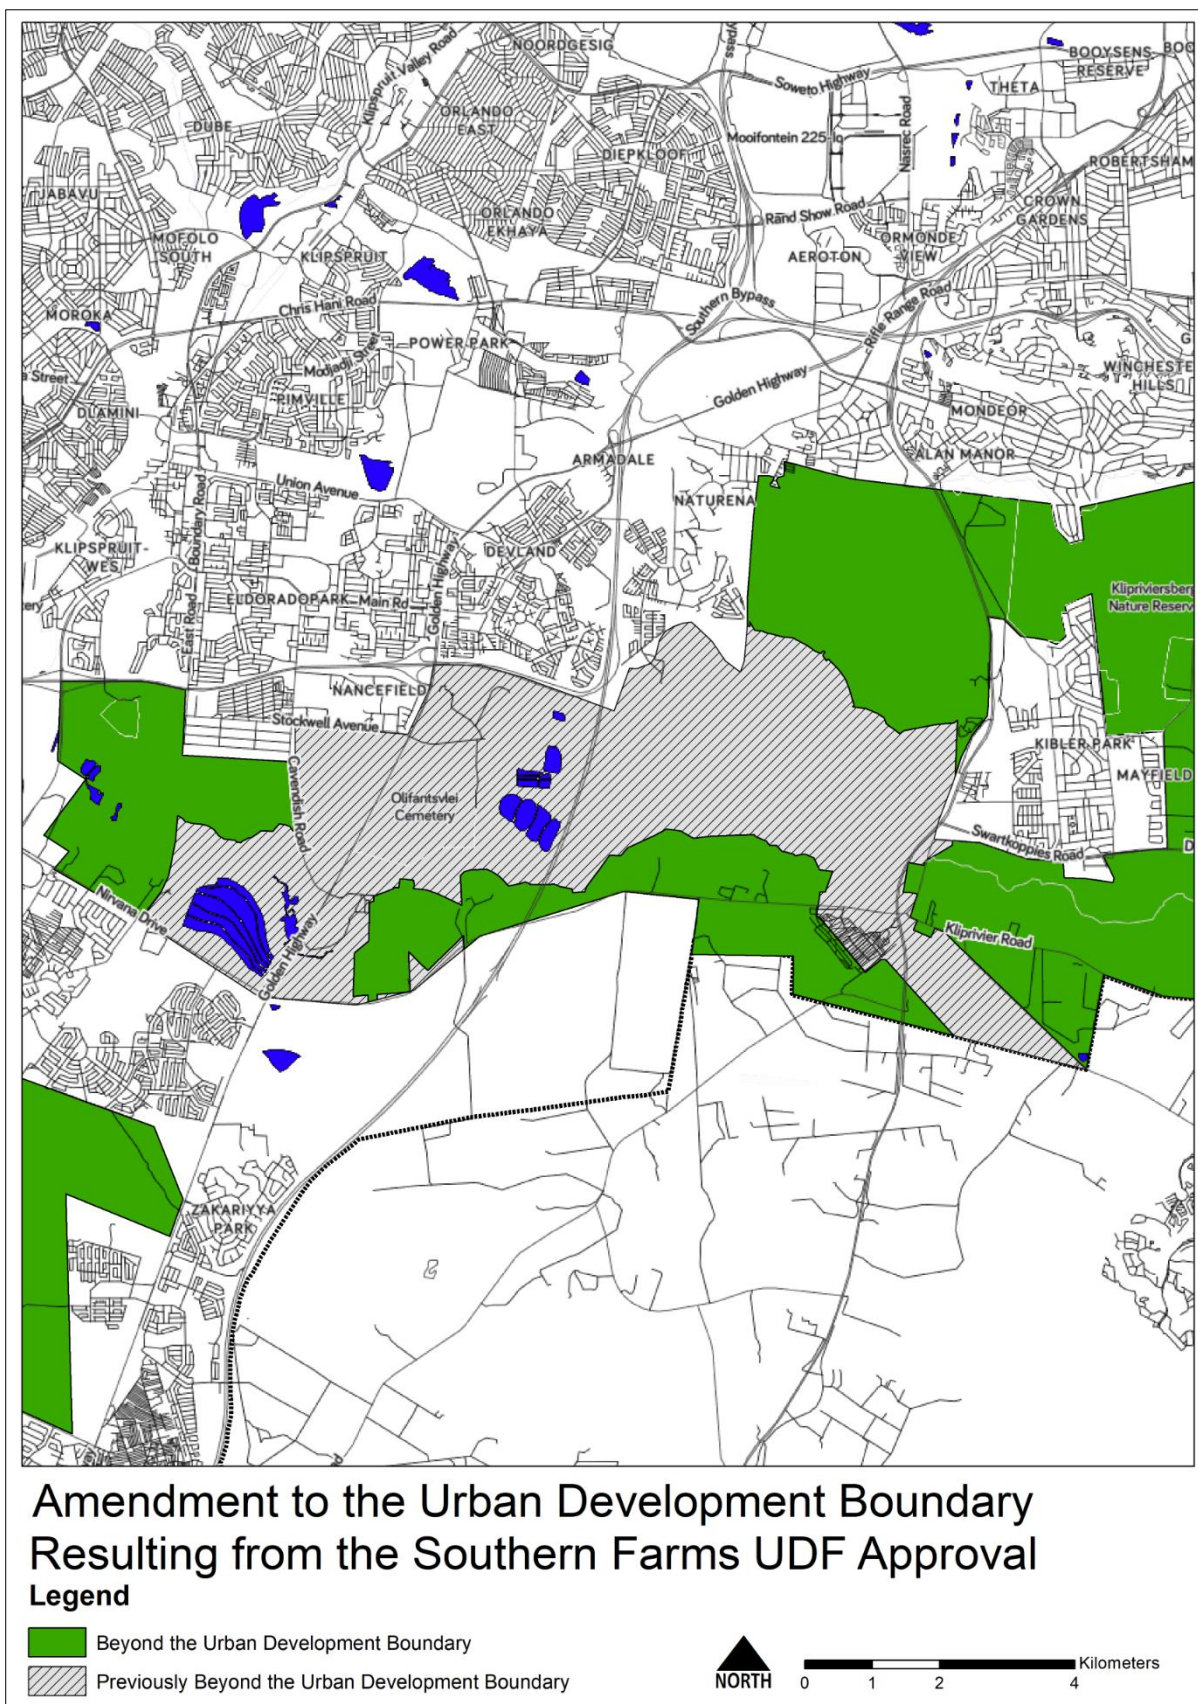 NOORDGESIG
Klipspruit Valley Road
Soweto Highway
BOOYSENS
RESERVE
BOO
THETA
ORLANDO
EAST
DUBE
DIEPKLOOF
Mooifontein 225-Iq
Nasrec Road
ROBERTSHAM
JABAVU
ORLANDO
EKHAYA
Rand Show Road
CROWN
GARDENS
MOFOLO
SOUTH
KLIPSPRUIT
AEROTON
ORMONDE
VIEW
Chris Hani Road
Southern Bypass
Rifle Range Road
MOROKA
Modjadji Street
POWER PARK
G
a Street
PIMVILLE
Golden Highway
WINCHESTE
HILLS
DLAMINI
MONDEOR
ARMADALE
ALAN MANOR
Union Avenue
NATURENA
KLIPSPRUIT-
WES
Boundary Road
Golden Highway
DEVLAND
ELDORADOPARK
Main Rd
Klipriviersberg
Nature Reserv
tery
East Road
NANCEFIELD
Stockwell Avenue
KIBLER PARK
MAYFIELD
Cavendish Road
Olifantsvlei
Cemetery
Swartkoppies Road
D
Nirvana Drive
Kliprivier Road
Golden Highway
ZAKARIYYA
PARK
Amendment to the Urban Development Boundary
Resulting from the Southern Farms UDF Approval
Legend
Beyond the Urban Development Boundary
Previously Beyond the Urban Development Boundary
NORTH
Kilometers
0 1 2 4